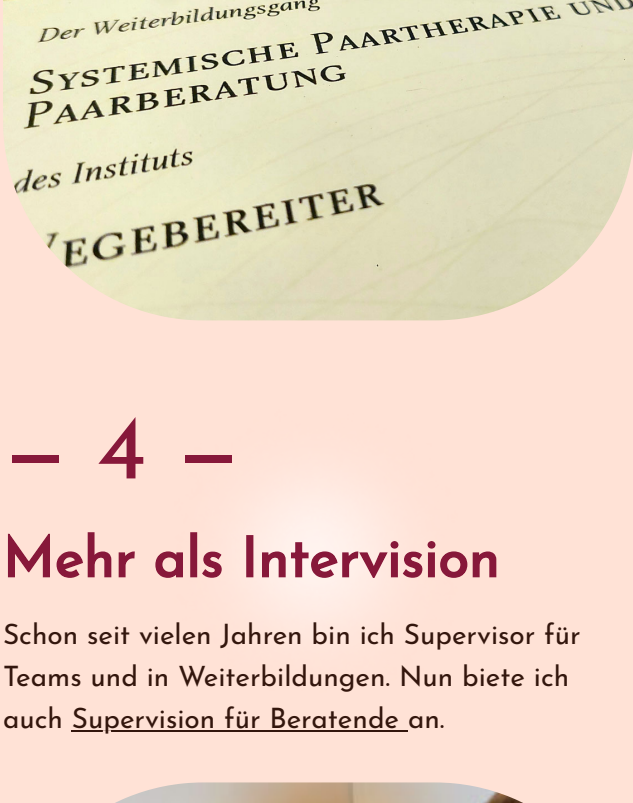 Der Weiterbildungsgang
Systemische Paartherapie und
Paarberatung
des Instituts
– 4 –
Mehr als Intervision
Schon seit vielen Jahren bin ich Supervisor für
Teams und in Weiterbildungen. Nun biete ich
auch Supervision für Beratende an.